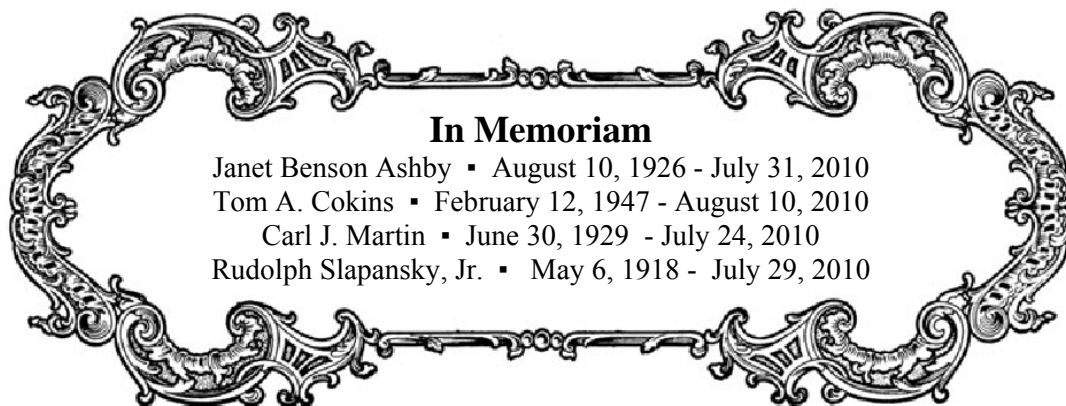 In Memoriam
Janet Benson Ashby ▪ August 10, 1926 - July 31, 2010
Tom A. Cokins ▪ February 12, 1947 - August 10, 2010
Carl J. Martin ▪ June 30, 1929 - July 24, 2010
Rudolph Slapansky, Jr. ▪ May 6, 1918 - July 29, 2010